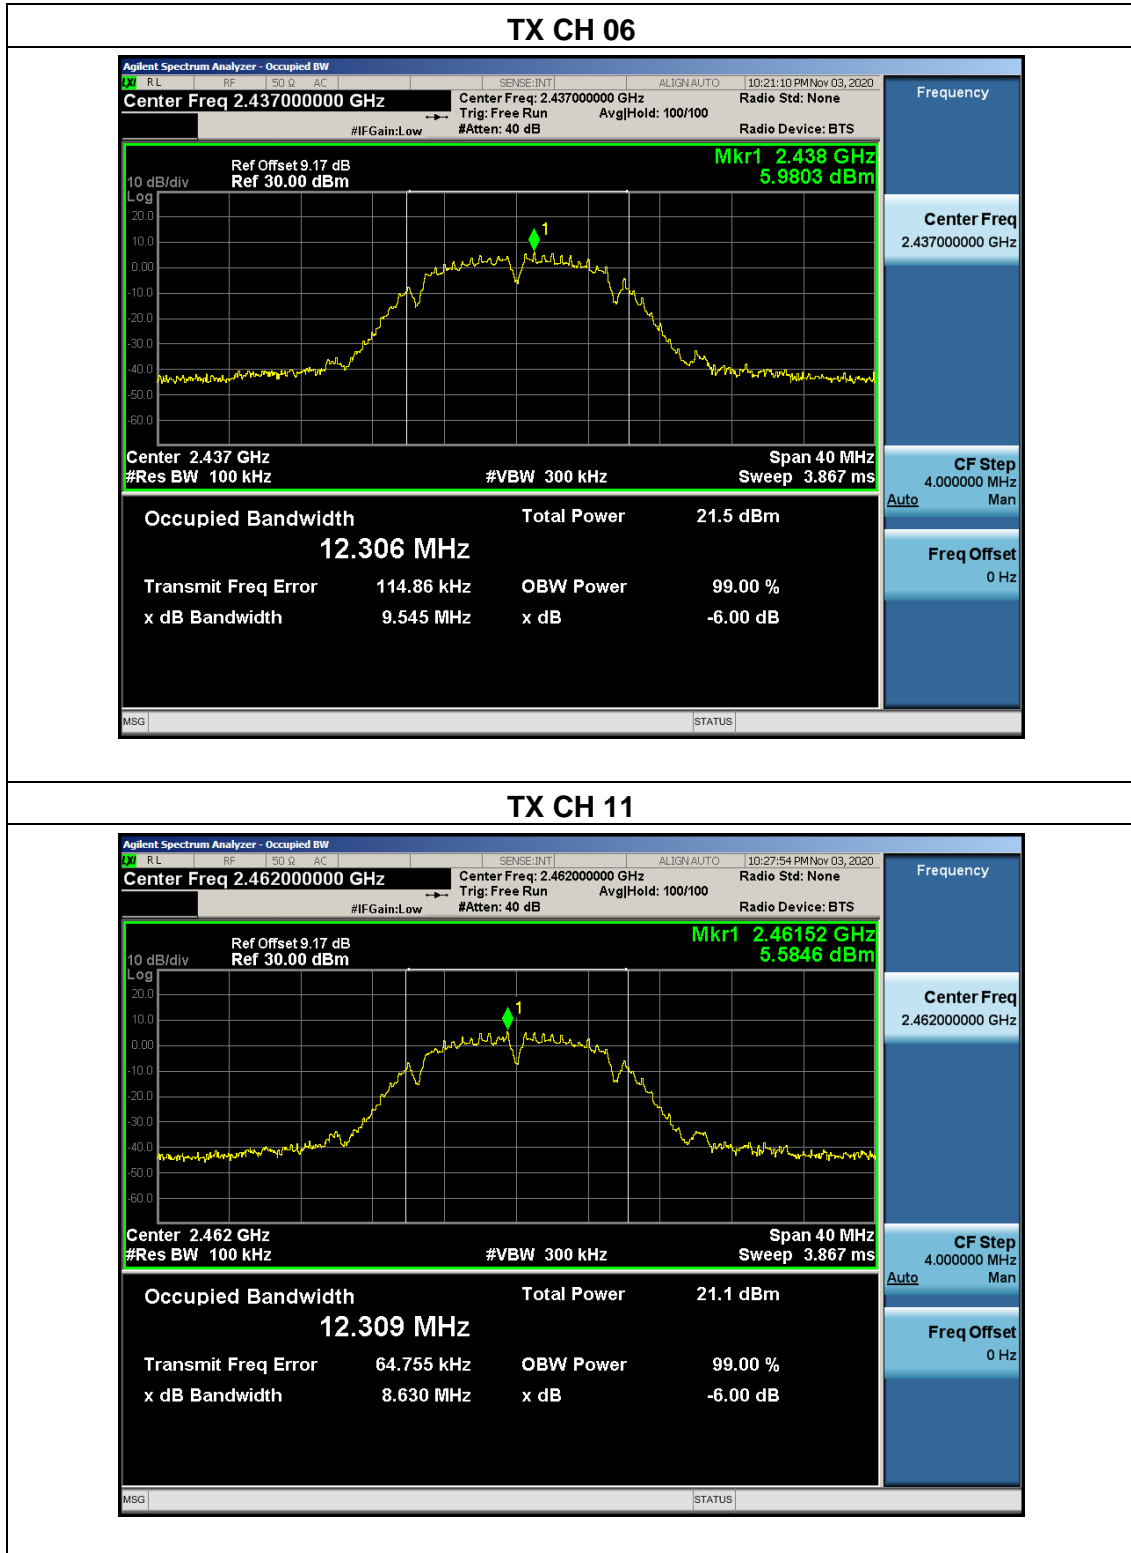 TX CH 06
Agilent Spectrum Analyzer - Occupied BW
LXI RL RF 50 Ω AC SENSE:INT ALIGN AUTO 10:21:10 PM Nov 03, 2020
Center Freq 2.437000000 GHz Center Freq: 2.437000000 GHz Radio Std: None Frequency
Trig: Free Run Avg|Hold: 100/100
#IFGain:Low #Atten: 40 dB Radio Device: BTS
Mkr1 2.438 GHz
Ref Offset 9.17 dB
10 dB/div Ref 30.00 dBm 5.9803 dBm
Log
20.0
Center Freq
2.437000000 GHz
1
10.0
0.00
-10.0
-20.0
-30.0
-40.0
-50.0
-60.0
Center 2.437 GHz Span 40 MHz
#Res BW 100 kHz #VBW 300 kHz Sweep 3.867 ms
CF Step
4.000000 MHz
Auto Man
Occupied Bandwidth Total Power 21.5 dBm
12.306 MHz
Freq Offset
0 Hz
Transmit Freq Error 114.86 kHz OBW Power 99.00 %
x dB Bandwidth 9.545 MHz x dB -6.00 dB
MSG STATUS
TX CH 11
Agilent Spectrum Analyzer - Occupied BW
LXI RL RF 50 Ω AC SENSE:INT ALIGN AUTO 10:27:54 PM Nov 03, 2020
Center Freq 2.462000000 GHz Center Freq: 2.462000000 GHz Radio Std: None Frequency
Trig: Free Run Avg|Hold: 100/100
#IFGain:Low #Atten: 40 dB Radio Device: BTS
Mkr1 2.46152 GHz
Ref Offset 9.17 dB
10 dB/div Ref 30.00 dBm 5.5846 dBm
Log
20.0
Center Freq
2.462000000 GHz
1
10.0
0.00
-10.0
-20.0
-30.0
-40.0
-50.0
-60.0
Center 2.462 GHz Span 40 MHz
#Res BW 100 kHz #VBW 300 kHz Sweep 3.867 ms
CF Step
4.000000 MHz
Auto Man
Occupied Bandwidth Total Power 21.1 dBm
12.309 MHz
Freq Offset
0 Hz
Transmit Freq Error 64.755 kHz OBW Power 99.00 %
x dB Bandwidth 8.630 MHz x dB -6.00 dB
MSG STATUS